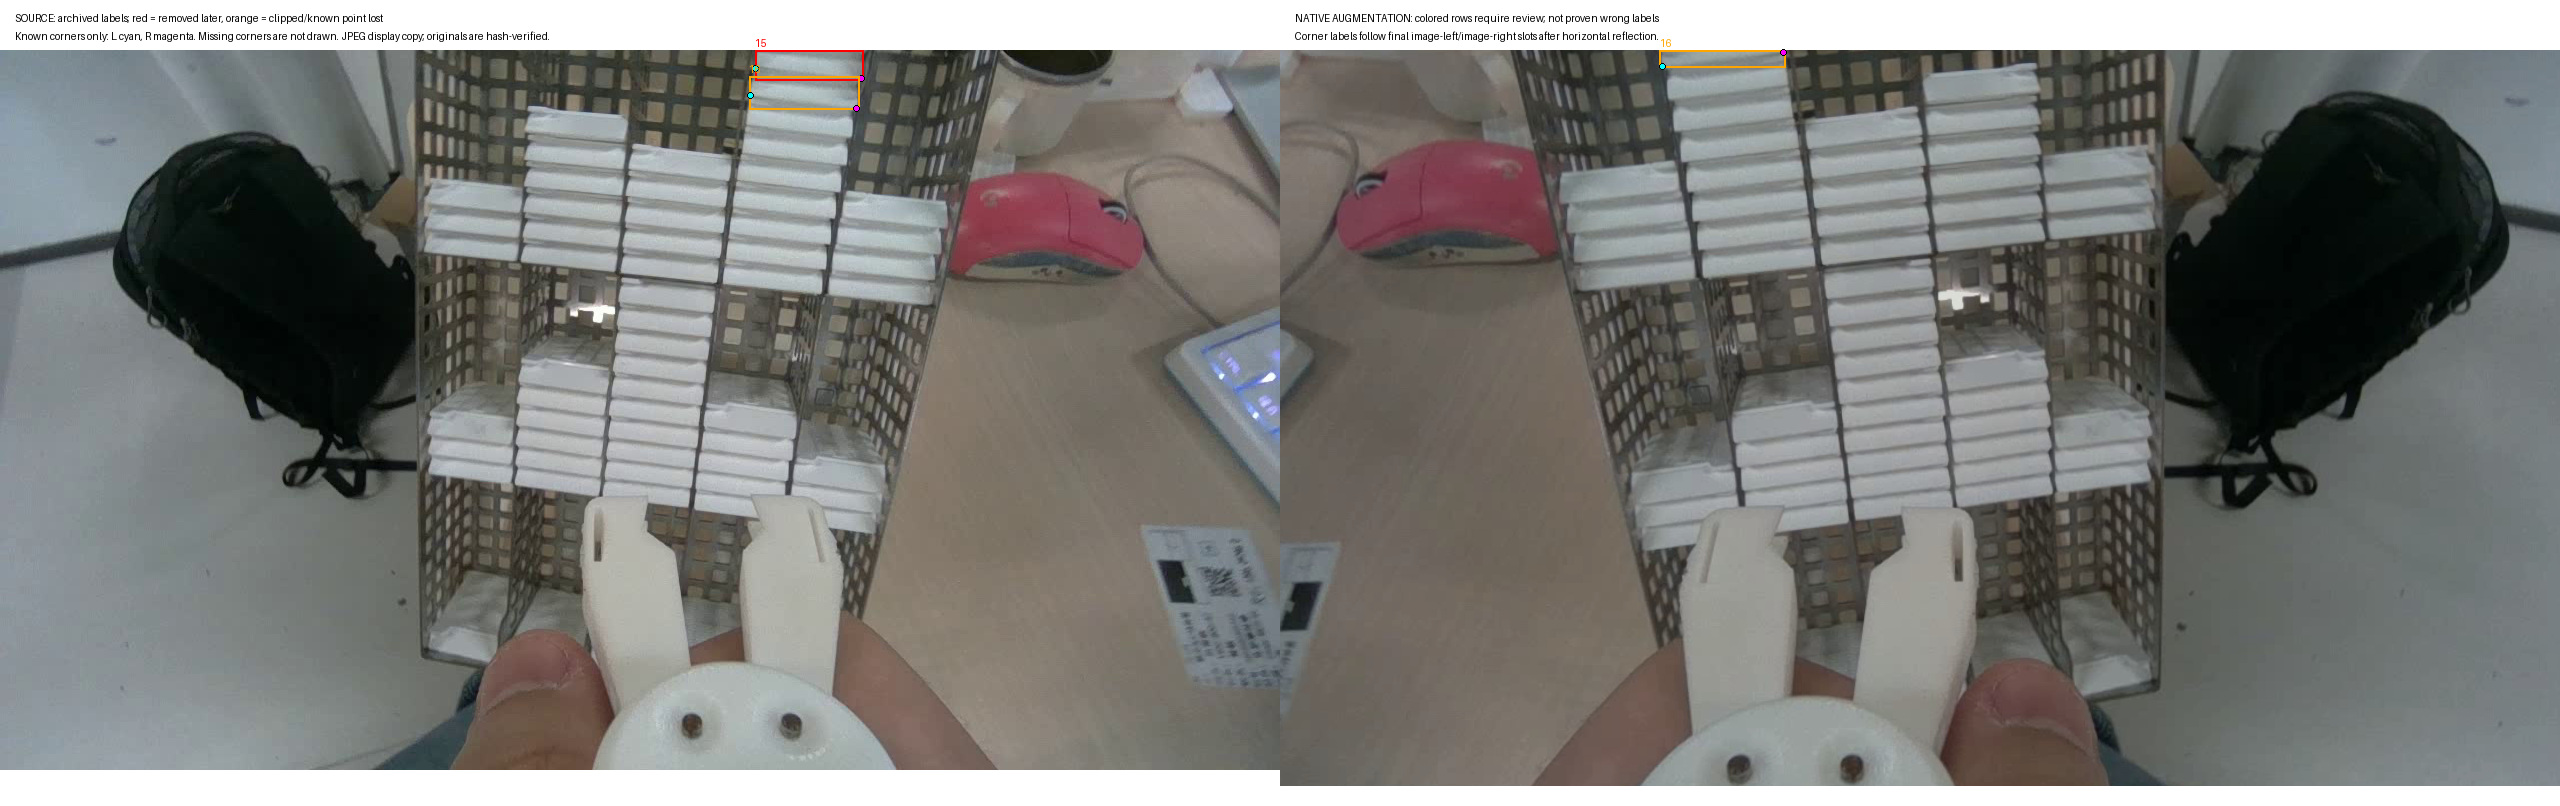 SOURCE: archived labels; red = removed later, orange = clipped/known point lost
Known corners only: L cyan, R magenta. Missing corners are not drawn. JPEG display copy; originals are hash-verified.
15
NATIVE AUGMENTATION: colored rows require review; not proven wrong labels
Corner labels follow final image-left/image-right slots after horizontal reflection.
16